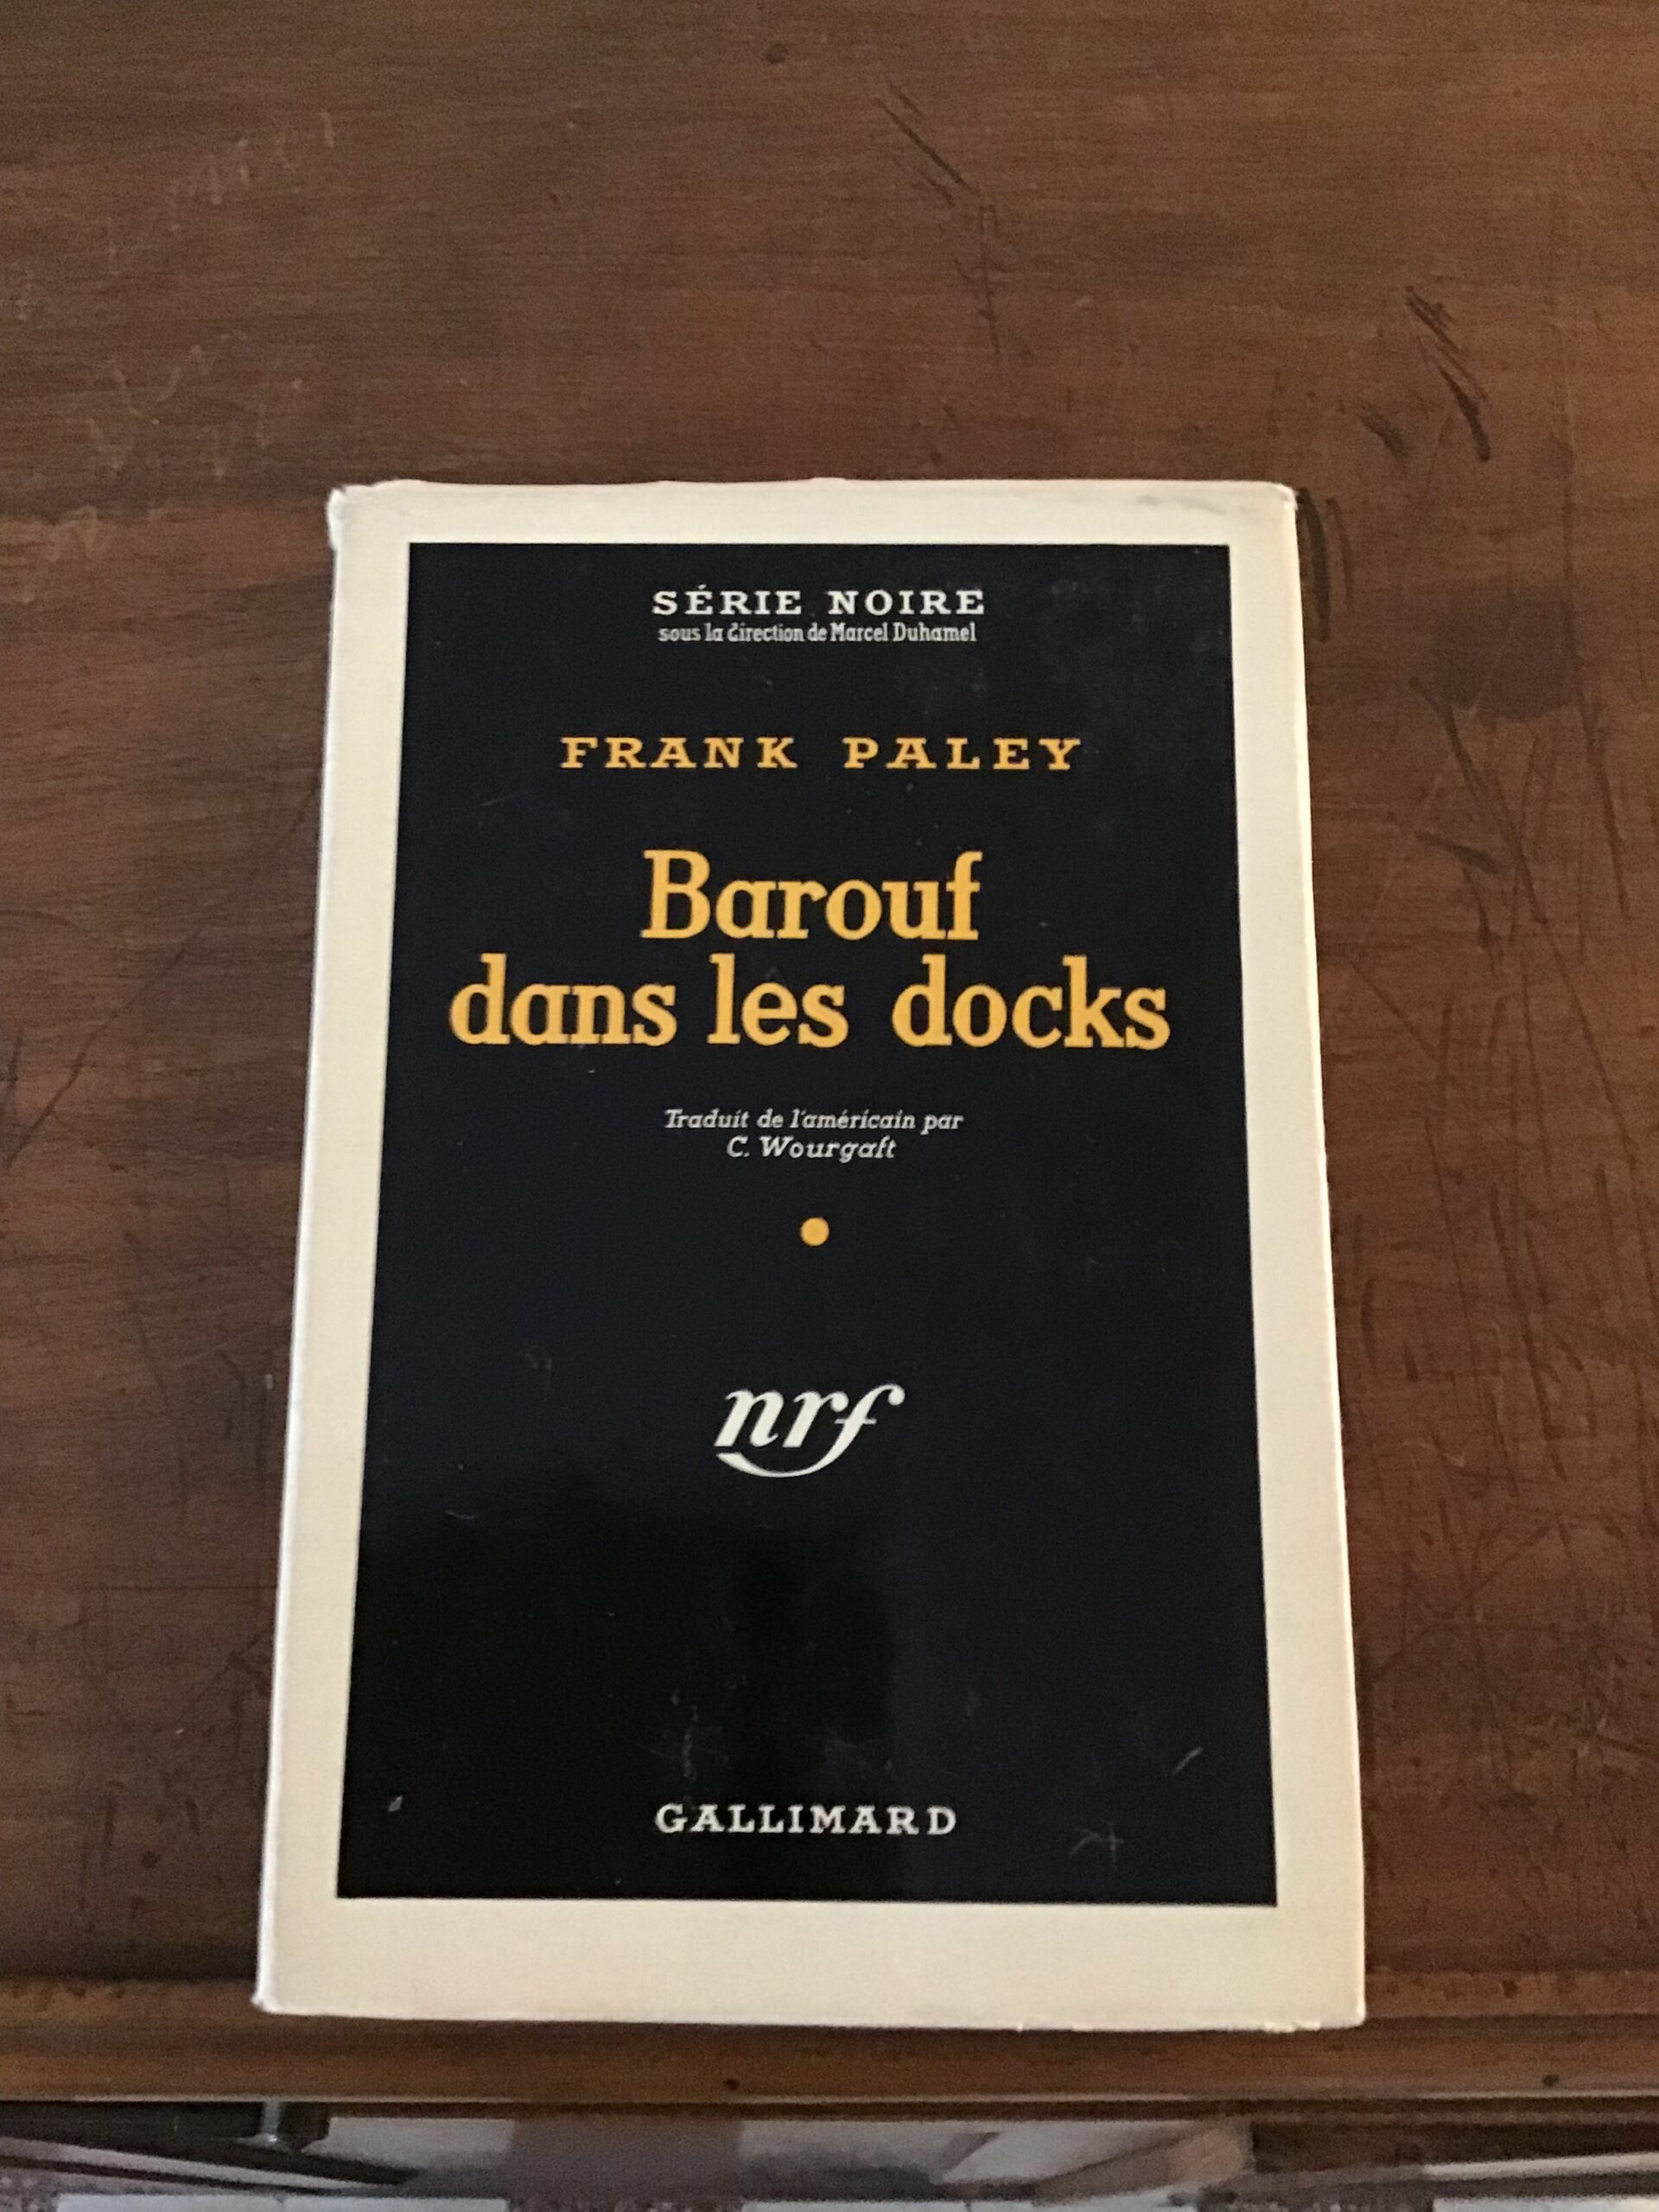 SÉRIE NOIRE
sous la direction de Marcel Duhamel
FRANK PALEY
Barouf
dans les docks
Traduit de l'américain par
C. Wourgaft
nrf
GALLIMARD